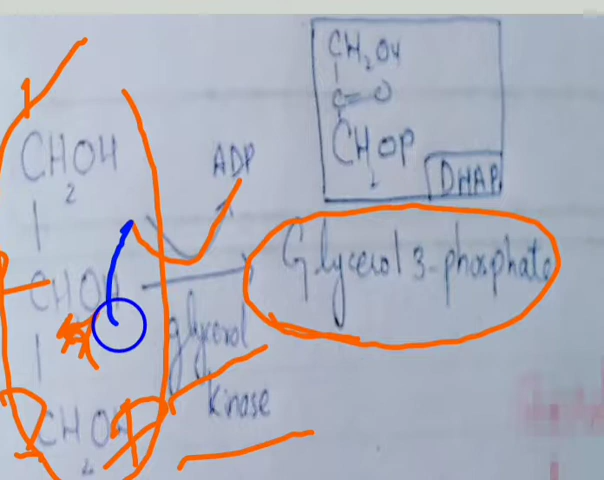 CH₂OH
CHOH
CH₂OH
ADP
glycerol
kinase
Glycerol 3-phosphate
CH₂OH
C=O
CH₂OP
DHAP